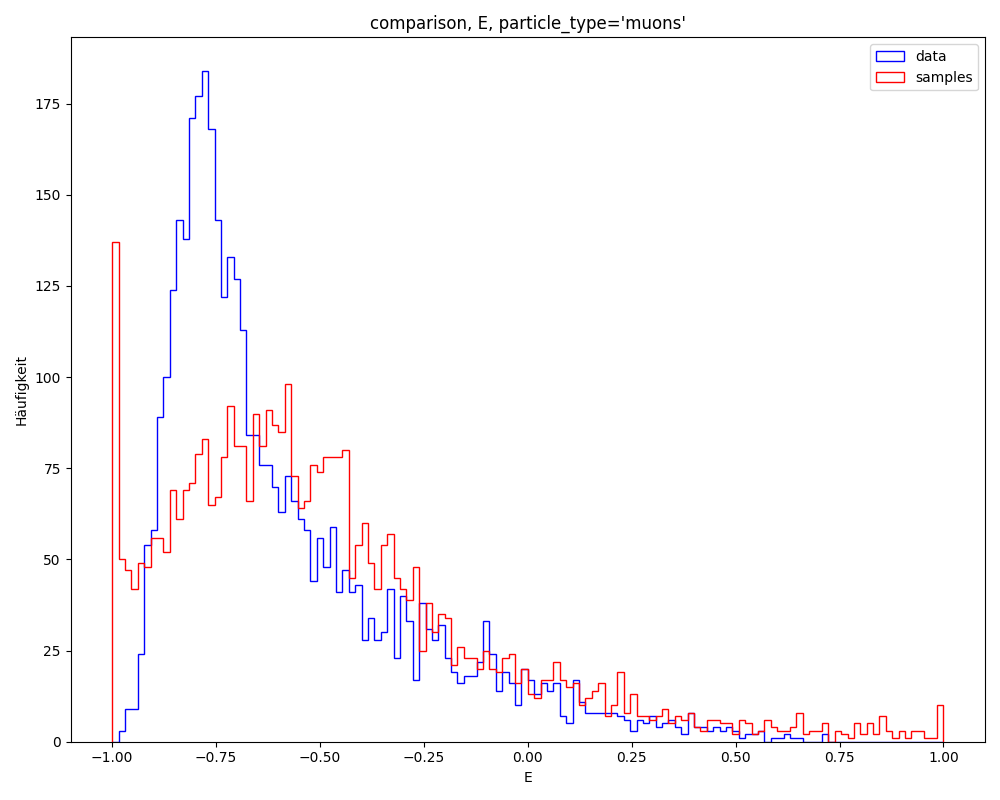 comparison, E, particle_type='muons'
data
samples
175
150
125
100
75
50
25
0
Häufigkeit
−1.00 −0.75 −0.50 −0.25 0.00 0.25 0.50 0.75 1.00
E